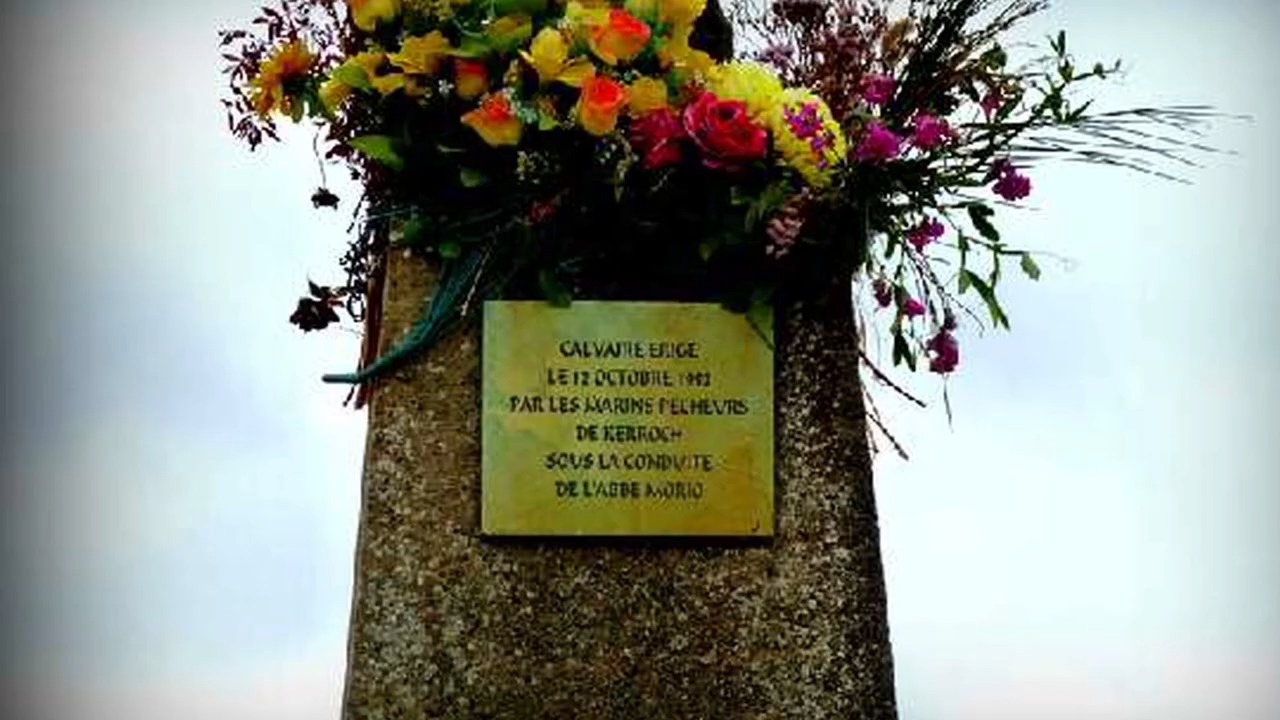 CALVAIRE ERIGE
LE 12 OCTOBRE
PAR LES MARINS PECHEURS
DE KERROCH
SOUS LA CONDUITE
DE L'ABBE MORIO